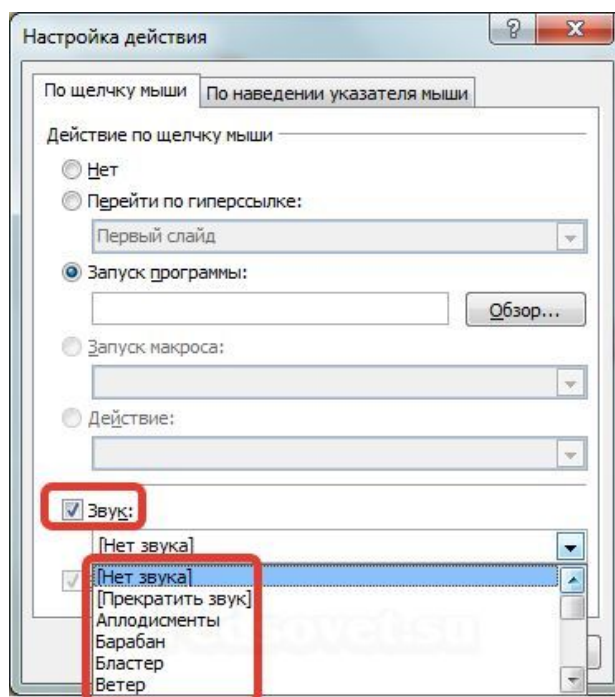 Настройка действия
По щелчку мыши
По наведении указателя мыши
Действие по щелчку мыши
Нет
Перейти по гиперссылке:
Первый слайд
Запуск программы:
Обзор...
Запуск макроса:
Действие:
Звук:
[Нет звука]
[Нет звука]
[Прекратить звук]
Аплодисменты
Барабан
Бластер
Ветер